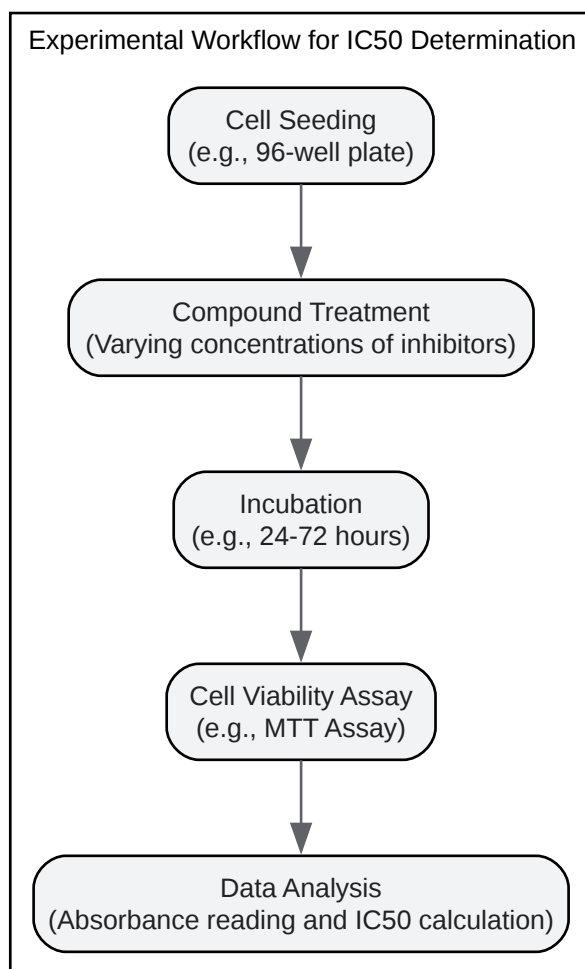 Experimental Workflow for IC50 Determination
Cell Seeding
(e.g., 96-well plate)
Compound Treatment
(Varying concentrations of inhibitors)
Incubation
(e.g., 24-72 hours)
Cell Viability Assay
(e.g., MTT Assay)
Data Analysis
(Absorbance reading and IC50 calculation)